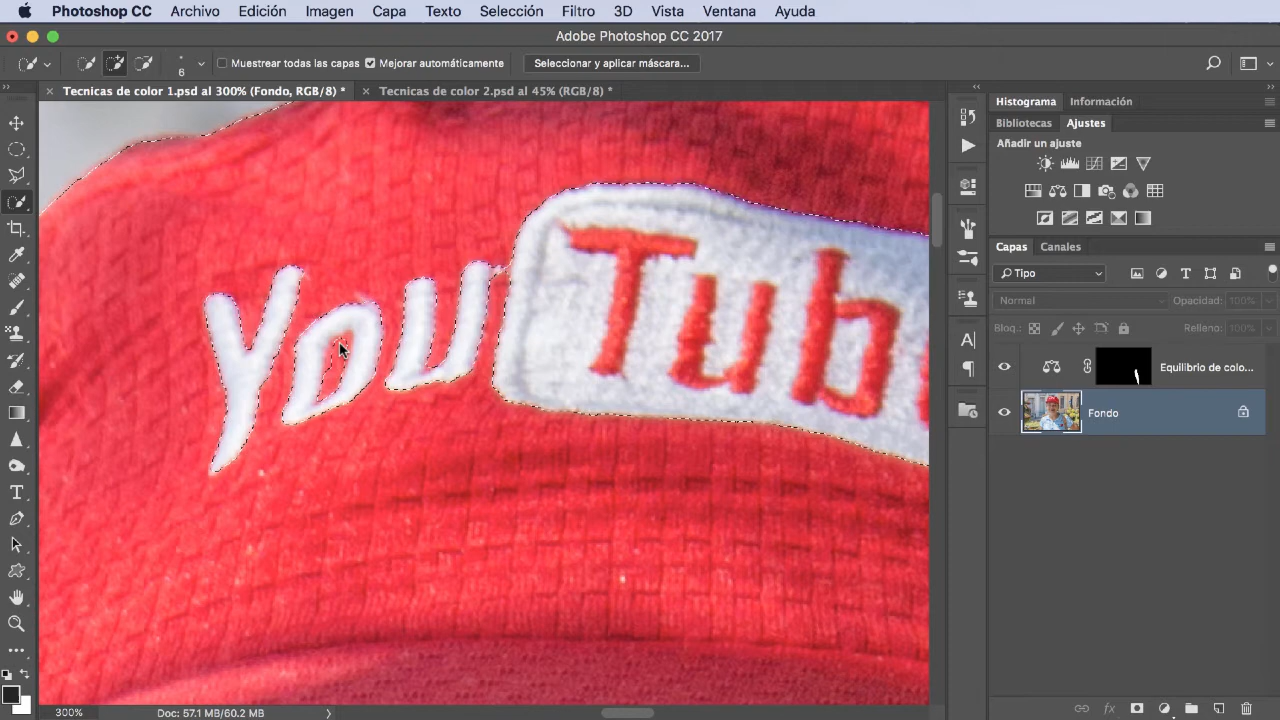 Photoshop CC Archivo Edición Imagen Capa Texto Selección Filtro 3D Vista Ventana Ayuda
Adobe Photoshop CC 2017
6 Muestrear todas las capas Mejorar automáticamente Seleccionar y aplicar máscara...
Tecnicas de color 1.psd al 300% (Fondo, RGB/8) * Tecnicas de color 2.psd al 45% (RGB/8) *
Histograma Información
Bibliotecas Ajustes
Añadir un ajuste
Capas Canales
Tipo
Normal Opacidad: 100%
Bloq.: Relleno: 100%
Equilibrio de colo...
Fondo
You Tub
300% Doc: 57.1 MB/60.2 MB